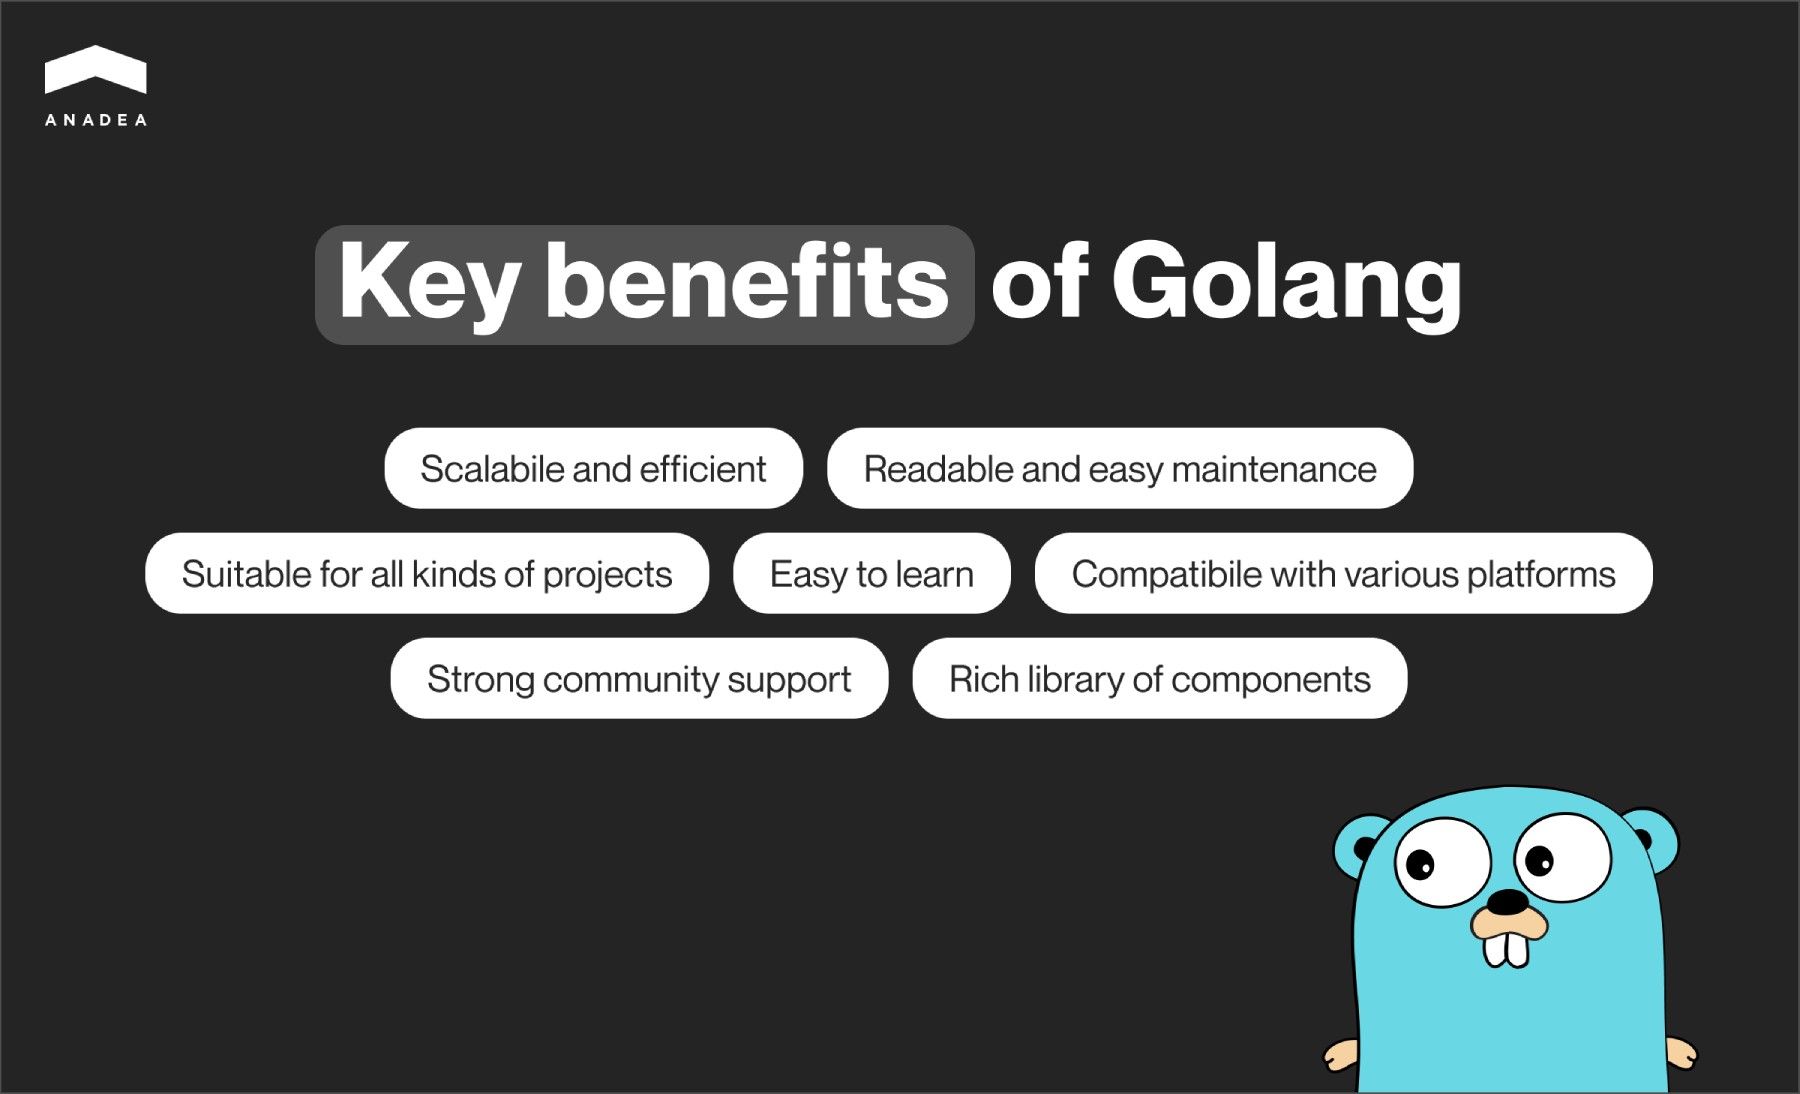 ANADEA
Key benefits of Golang
Scalabile and efficient
Readable and easy maintenance
Suitable for all kinds of projects
Easy to learn
Compatibile with various platforms
Strong community support
Rich library of components